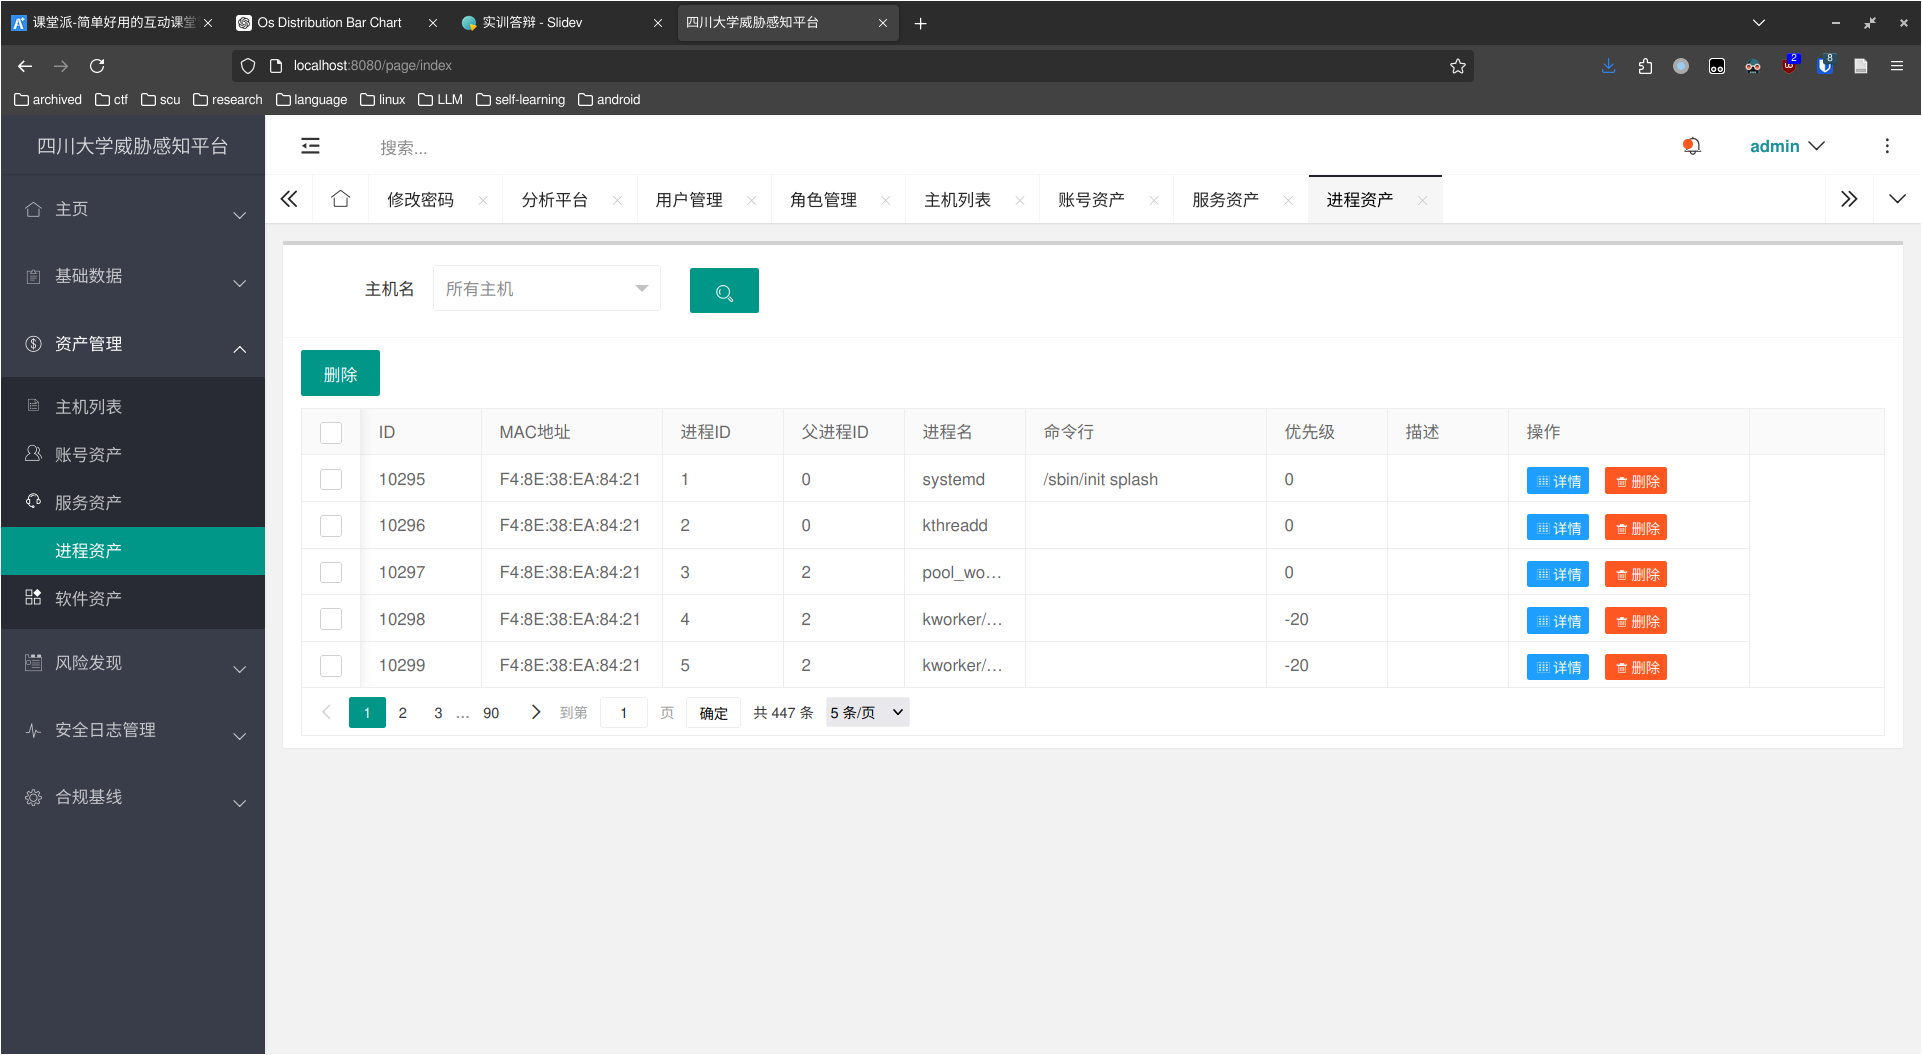 课堂派-简单好用的互动课堂
Os Distribution Bar Chart
实训答辩 - Slidev
四川大学威胁感知平台
localhost:8080/page/index
2
8
archived
ctf
scu
research
language
linux
LLM
self-learning
android
四川大学威胁感知平台
搜索...
admin
主页
基础数据
资产管理
主机列表
账号资产
服务资产
进程资产
软件资产
风险发现
安全日志管理
合规基线
修改密码
分析平台
用户管理
角色管理
主机列表
账号资产
服务资产
进程资产
主机名 所有主机
删除
ID MAC地址 进程ID 父进程ID 进程名 命令行 优先级 描述 操作
10295 F4:8E:38:EA:84:21 1 0 systemd /sbin/init splash 0 详情 删除
10296 F4:8E:38:EA:84:21 2 0 kthreadd 0 详情 删除
10297 F4:8E:38:EA:84:21 3 2 pool_wo... 0 详情 删除
10298 F4:8E:38:EA:84:21 4 2 kworker/... -20 详情 删除
10299 F4:8E:38:EA:84:21 5 2 kworker/... -20 详情 删除
1 2 3 ... 90 到第 1 页 确定 共 447 条 5 条/页